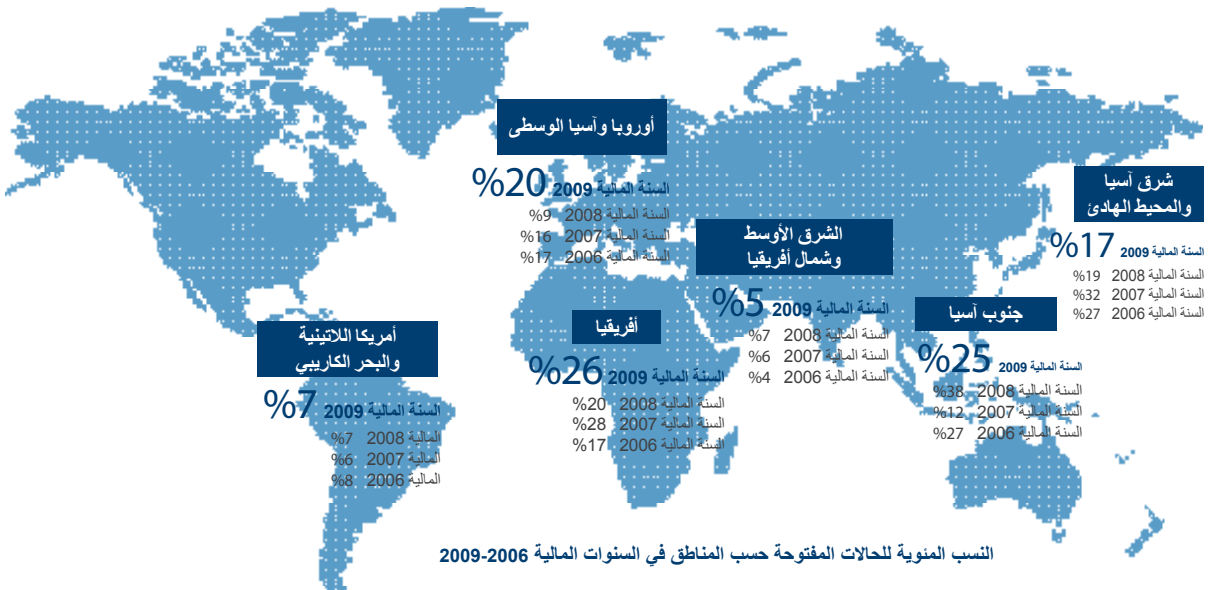 أوروبا وآسيا الوسطى
السنة المالية 2009 %20
السنة المالية 2008 %9
السنة المالية 2007 %16
السنة المالية 2006 %17
شرق آسيا
والمحيط الهادئ
السنة المالية 2009 %17
السنة المالية 2008 %19
السنة المالية 2007 %32
السنة المالية 2006 %27
الشرق الأوسط
وشمال أفريقيا
السنة المالية 2009 %5
السنة المالية 2008 %7
السنة المالية 2007 %6
السنة المالية 2006 %4
جنوب آسيا
السنة المالية 2009 %25
السنة المالية 2008 %38
السنة المالية 2007 %12
السنة المالية 2006 %27
أفريقيا
السنة المالية 2009 %26
السنة المالية 2008 %20
السنة المالية 2007 %28
السنة المالية 2006 %17
أمريكا اللاتينية
والبحر الكاريبي
السنة المالية 2009 %7
المالية 2008 %7
المالية 2007 %6
المالية 2006 %8
النسب المئوية للحالات المفتوحة حسب المناطق في السنوات المالية 2006-2009